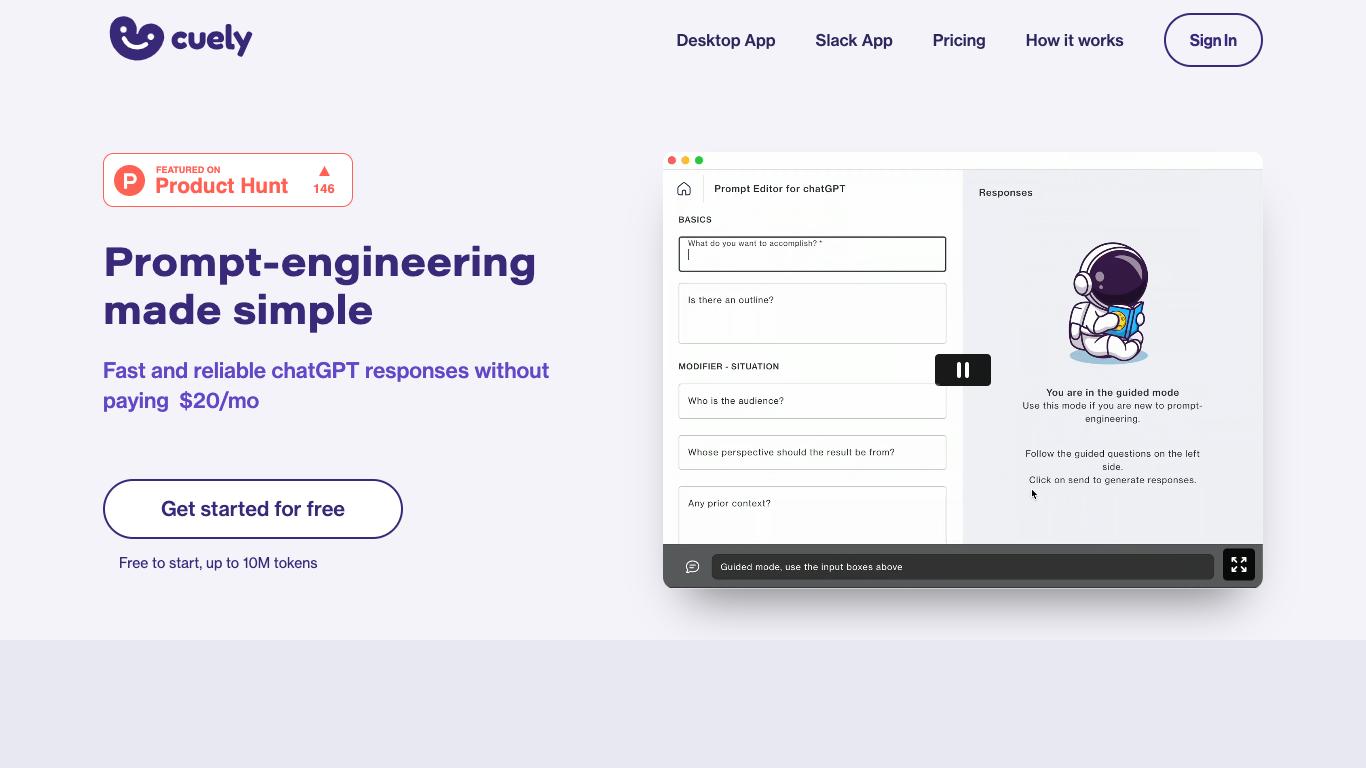 cuely
Desktop App
Slack App
Pricing
How it works
Sign In
FEATURED ON
Product Hunt
146
Prompt-engineering
made simple
Fast and reliable chatGPT responses without
paying $20/mo
Get started for free
Free to start, up to 10M tokens
Prompt Editor for chatGPT
BASICS
What do you want to accomplish? *
Is there an outline?
MODIFIER - SITUATION
Who is the audience?
Whose perspective should the result be from?
Any prior context?
Responses
You are in the guided mode
Use this mode if you are new to prompt-
engineering.
Follow the guided questions on the left
side.
Click on send to generate responses.
Guided mode, use the input boxes above